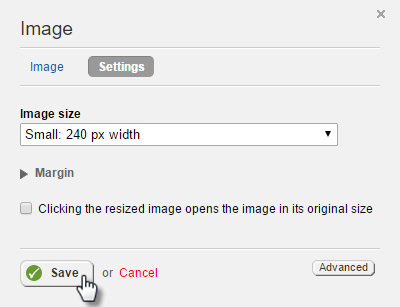 Image
Image Settings
Image size
Small: 240 px width
Margin
Clicking the resized image opens the image in its original size
Save or Cancel Advanced